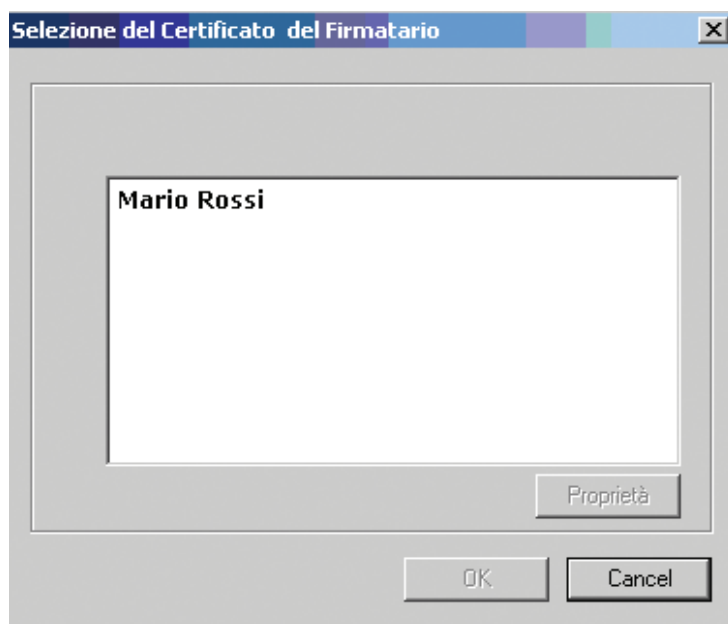 Selezione del Certificato del Firmatario
Mario Rossi
Proprietà
OK
Cancel